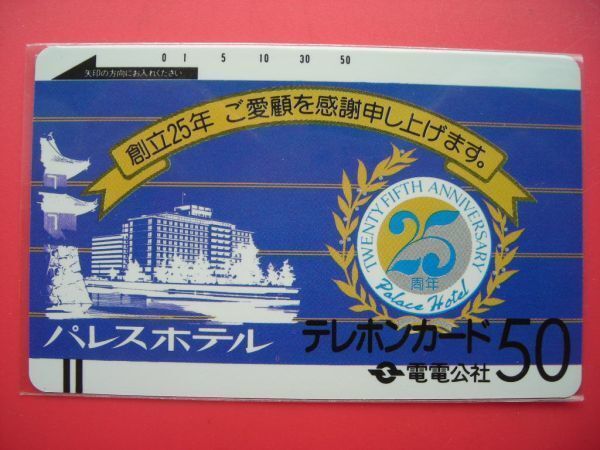 0 1 5 10 30 50
矢印の方向にお入れください
創立25年 ご愛顧を感謝申し上げます。
TWENTY FIFTH ANNIVERSARY
25
周年
Palace Hotel
パレスホテル
テレホンカード 50
電電公社